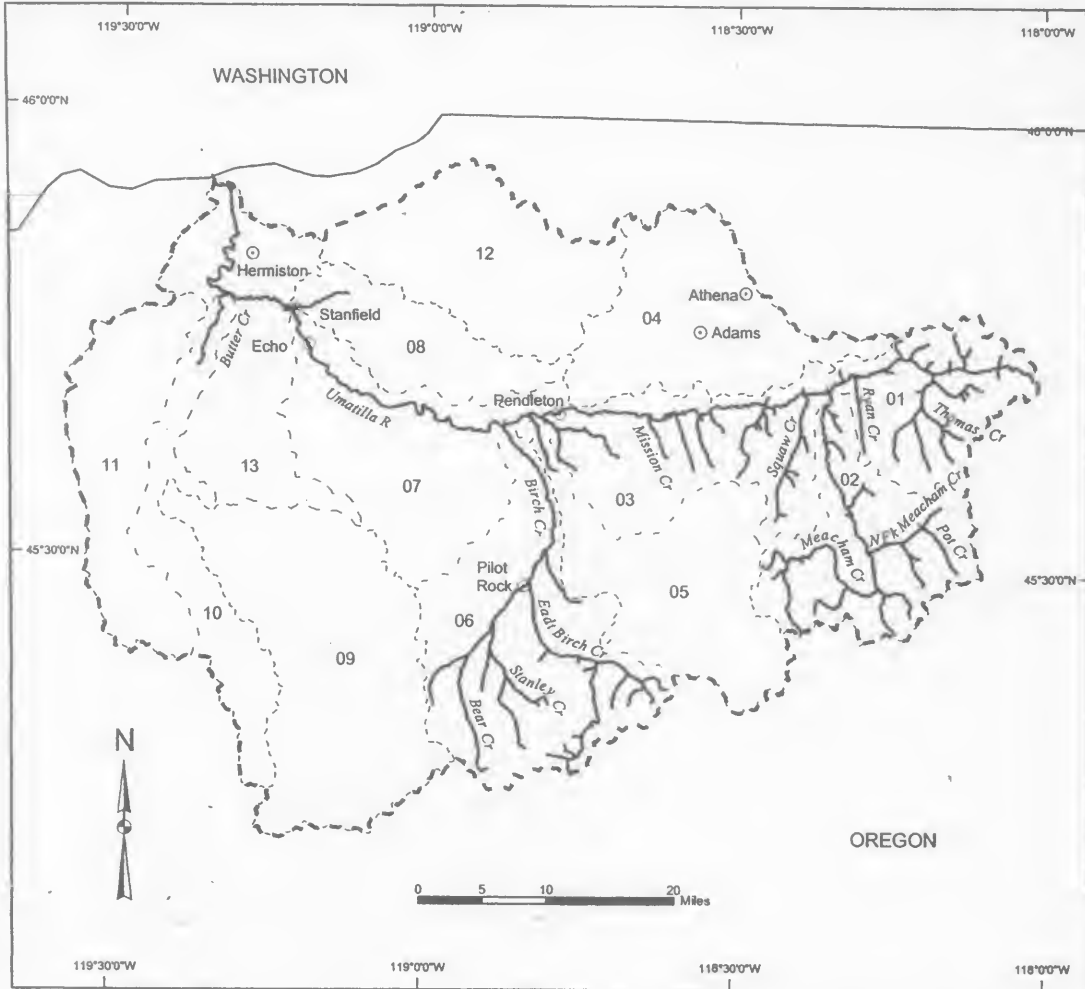 119°30'0"W
119°0'0"W
118°30'0"W
118°0'0"W
WASHINGTON
46°0'0"N
46°0'0"N
12
Hermiston
Athena
04
Adams
Stanfield
Butter Cr
Echo
08
Umatilla R
Pendleton
Ryan Cr
01
Thomas Cr
Squaw Cr
Mission Cr
11
13
07
Birch Cr
03
02
N Fk Meacham Cr
Meacham Cr
Pot Cr
45°30'0"N
45°30'0"N
Pilot
Rock
05
10
06
Eadt Birch Cr
09
Stanley Cr
Bear Cr
N
OREGON
0 5 10 20
Miles
119°30'0"W
119°0'0"W
118°30'0"W
118°0'0"W